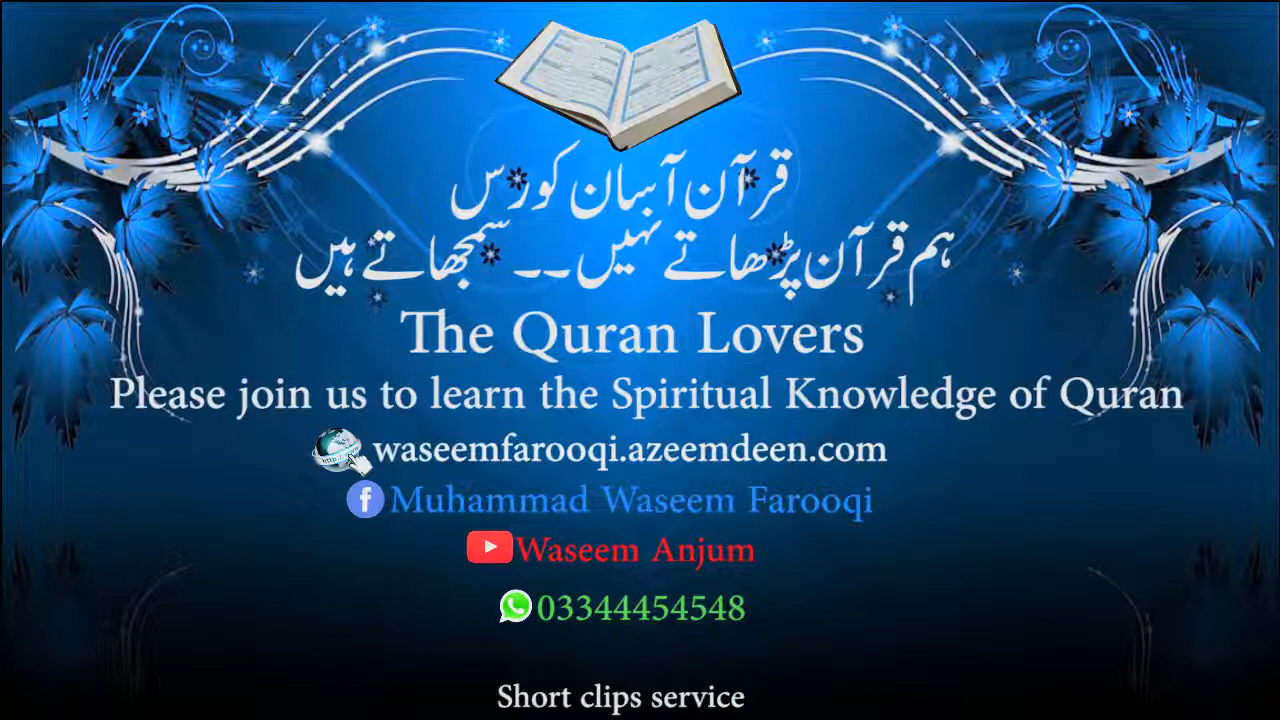 قرآن آسان کورس
ہم قرآن پڑھاتے نہیں ۔۔ سمجھاتے ہیں
The Quran Lovers
Please join us to learn the Spiritual Knowledge of Quran
waseemfarooqi.azeemdeen.com
Muhammad Waseem Farooqi
Waseem Anjum
03344454548
Short clips service